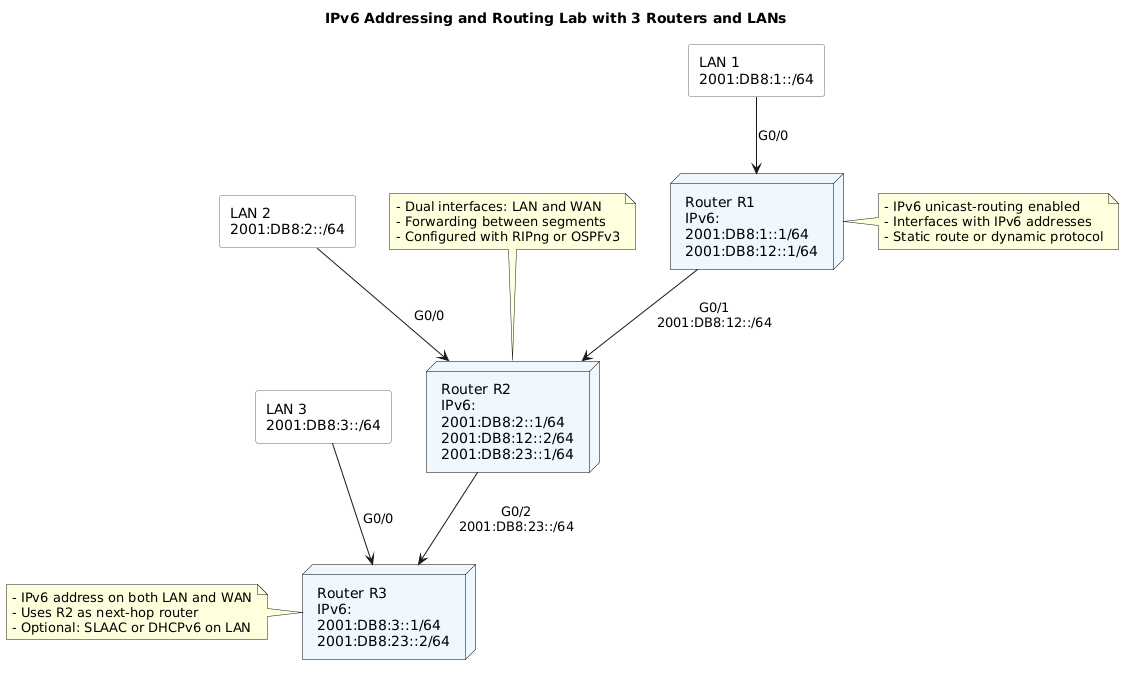 IPv6 Addressing and Routing Lab with 3 Routers and LANs
LAN 1
2001:DB8:1::/64
G0/0
Router R1
IPv6:
2001:DB8:1::1/64
2001:DB8:12::1/64
- IPv6 unicast-routing enabled
- Interfaces with IPv6 addresses
- Static route or dynamic protocol
LAN 2
2001:DB8:2::/64
- Dual interfaces: LAN and WAN
- Forwarding between segments
- Configured with RIPng or OSPFv3
G0/0
G0/1
2001:DB8:12::/64
Router R2
IPv6:
2001:DB8:2::1/64
2001:DB8:12::2/64
2001:DB8:23::1/64
LAN 3
2001:DB8:3::/64
G0/0
G0/2
2001:DB8:23::/64
- IPv6 address on both LAN and WAN
- Uses R2 as next-hop router
- Optional: SLAAC or DHCPv6 on LAN
Router R3
IPv6:
2001:DB8:3::1/64
2001:DB8:23::2/64